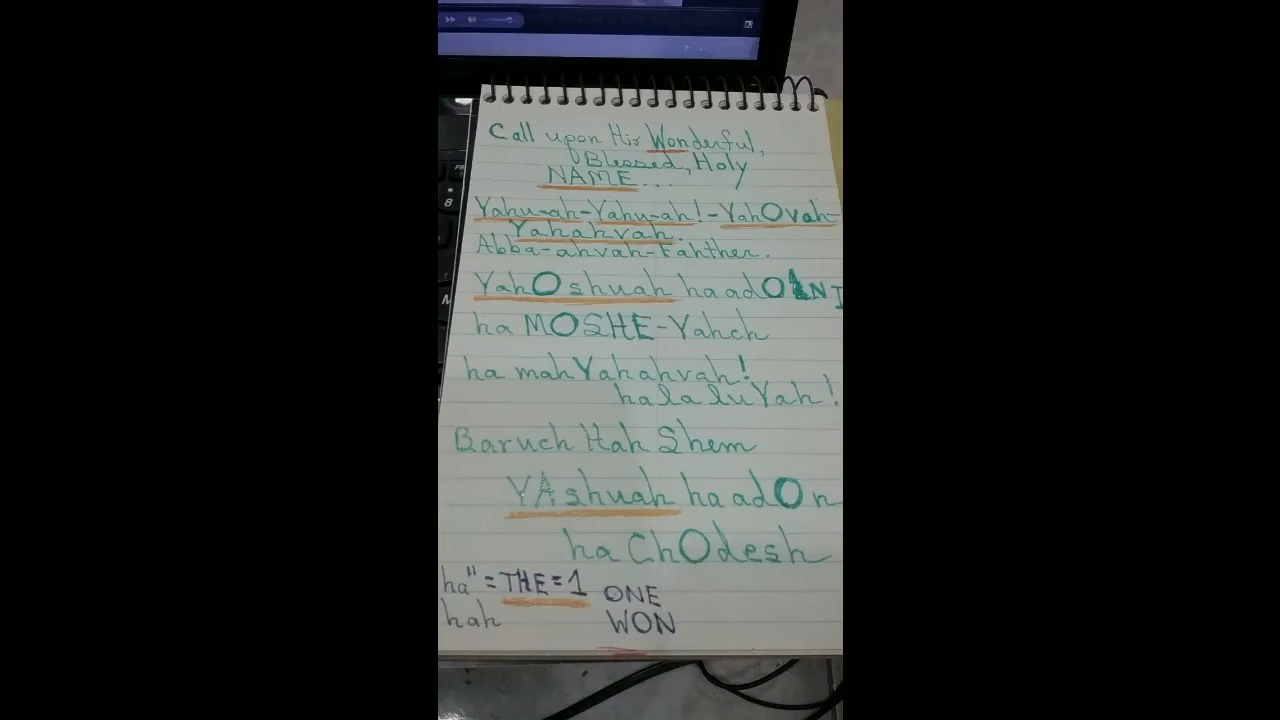 Call upon His Wonderful,
Blessed, Holy
NAME...
Yahu-ah-Yahu-ah!-YahOvah-
Yahahvah.
Abba-ahvah-Fahther.
YahOshuah ha adONI
ha MOSHE-Yahch
ha mah Yahahvah!
halaluYah!
Baruch Hah Shem
YAshuah ha adOn
ha ChOdesh
ha" = THE = 1 ONE
hah WON